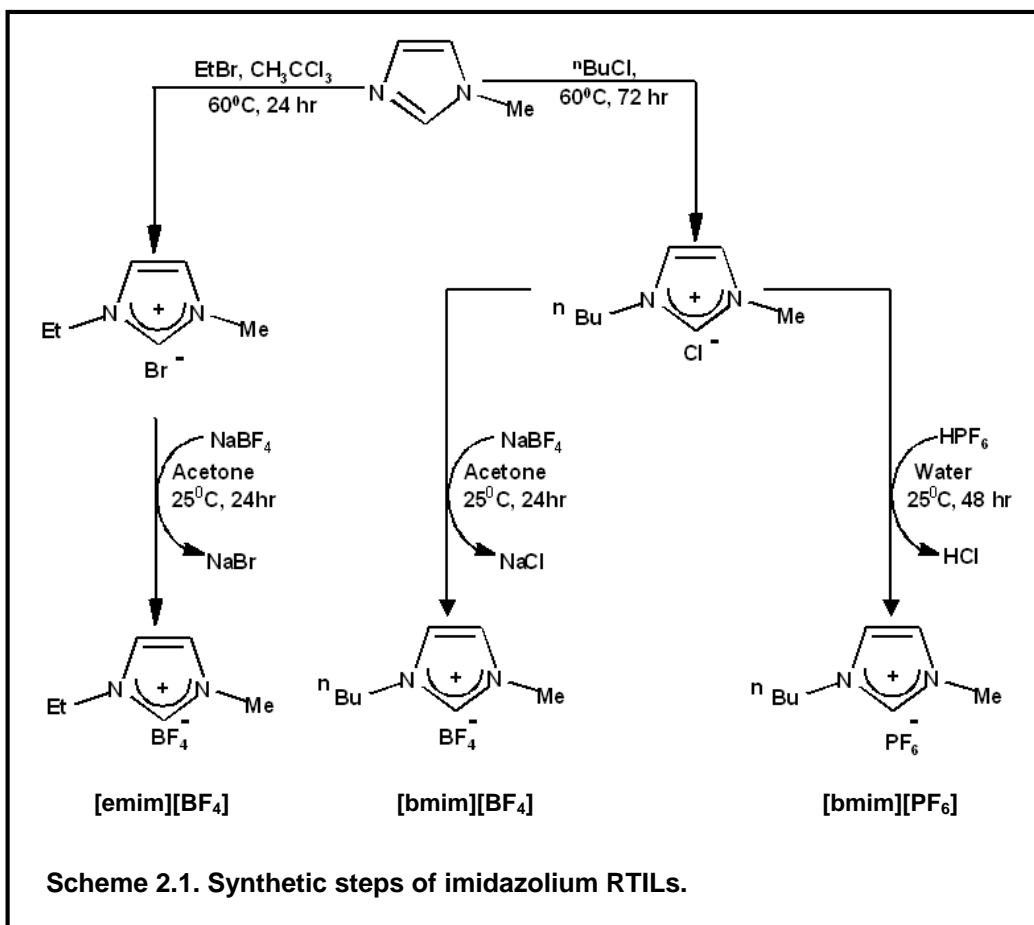 EtBr, CH₃CCl₃
60⁰C, 24 hr
ⁿBuCl,
60⁰C, 72 hr
N
N
Me
Et
N
+
N
Me
Br⁻
n
Bu
N
+
N
Me
Cl⁻
NaBF₄
Acetone
25⁰C, 24hr
NaBr
NaBF₄
Acetone
25⁰C, 24hr
NaCl
HPF₆
Water
25⁰C, 48 hr
HCl
Et
N
+
N
Me
BF₄⁻
n
Bu
N
+
N
Me
BF₄⁻
n
Bu
N
+
N
Me
PF₆⁻
[emim][BF₄]
[bmim][BF₄]
[bmim][PF₆]
Scheme 2.1. Synthetic steps of imidazolium RTILs.